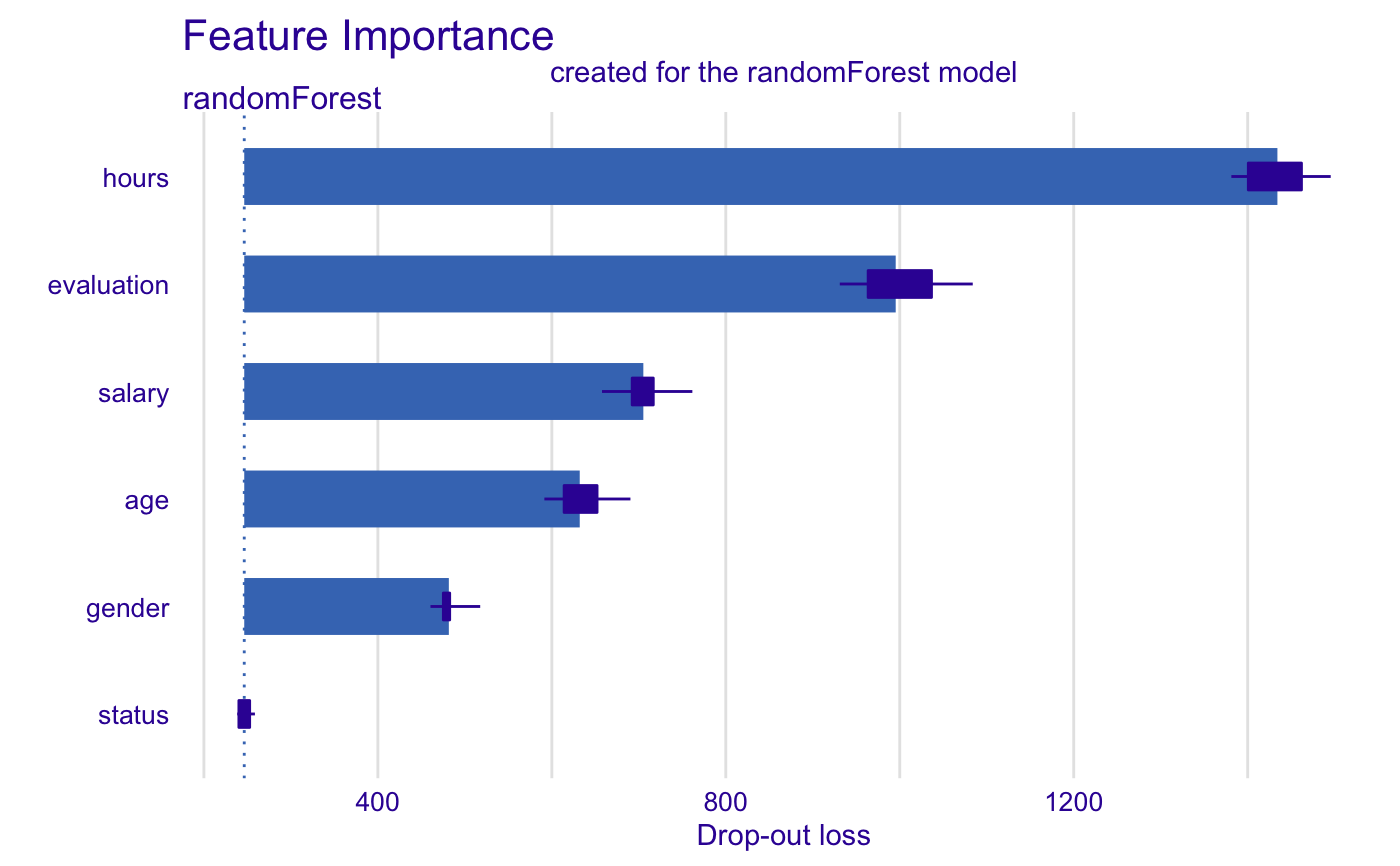 Feature Importance
created for the randomForest model
randomForest
hours
evaluation
salary
age
gender
status
400 800 1200
Drop-out loss